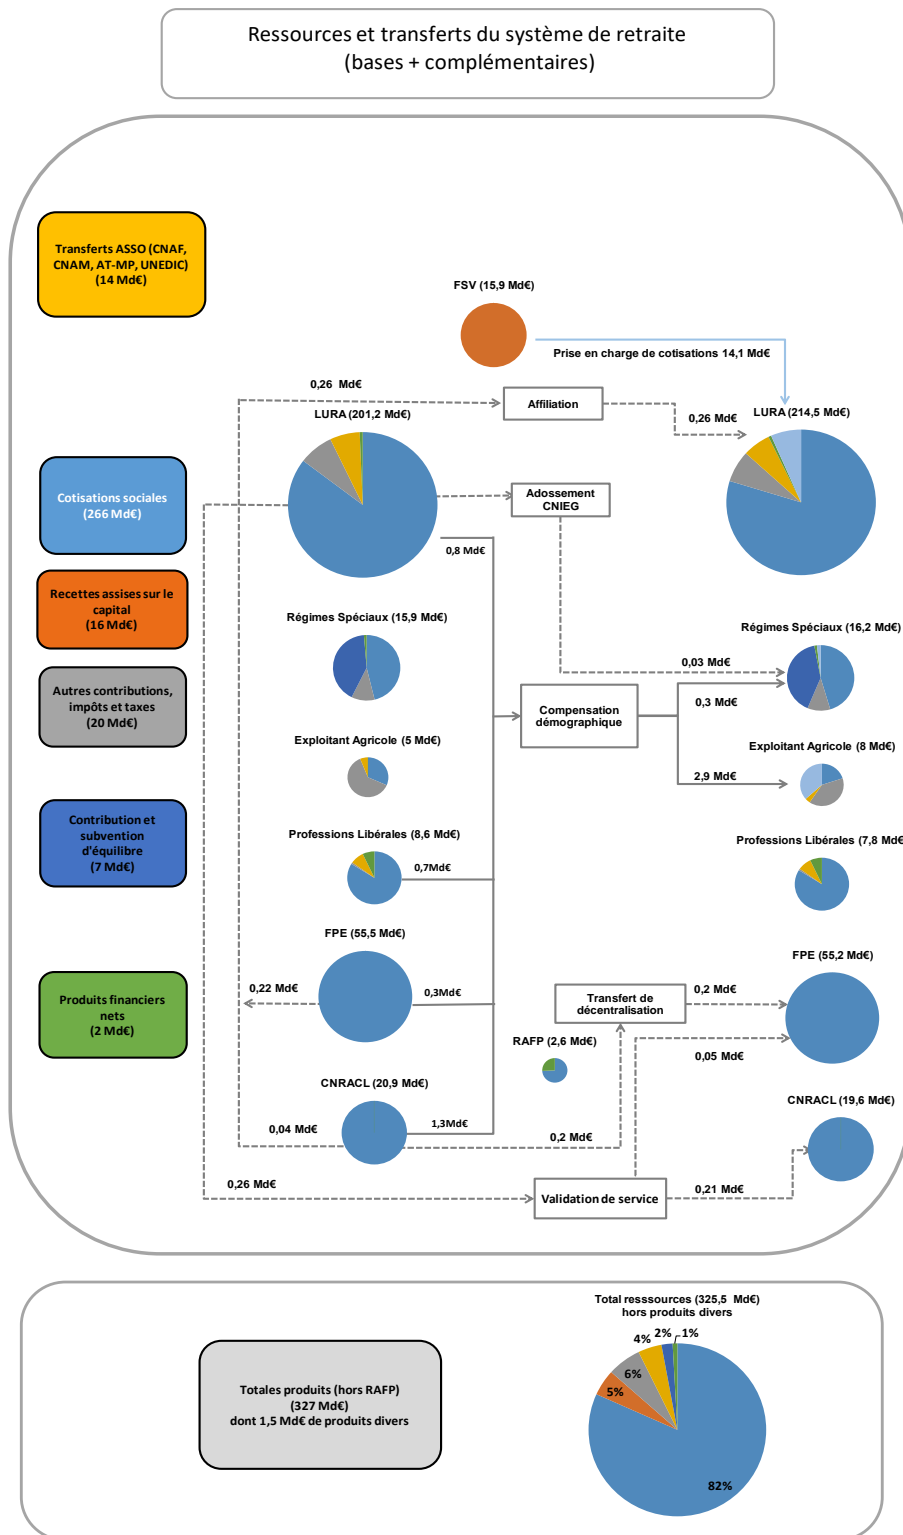 Ressources et transferts du système de retraite
(bases + complémentaires)
Transferts ASSO (CNAF,
CNAM, AT-MP, UNEDIC)
(14 Md€)
FSV (15,9 Md€)
Prise en charge de cotisations 14,1 Md€
0,26 Md€
Affiliation
0,26 Md€
LURA (201,2 Md€)
LURA (214,5 Md€)
Cotisations sociales
(266 Md€)
Adossement
CNIEG
0,8 Md€
Recettes assises sur le
capital
(16 Md€)
Régimes Spéciaux (15,9 Md€)
Régimes Spéciaux (16,2 Md€)
0,03 Md€
Autres contributions,
impôts et taxes
(20 Md€)
Compensation
démographique
0,3 Md€
Exploitant Agricole (5 Md€)
Exploitant Agricole (8 Md€)
2,9 Md€
Contribution et
subvention
d'équilibre
(7 Md€)
Professions Libérales (8,6 Md€)
Professions Libérales (7,8 Md€)
0,7Md€
FPE (55,5 Md€)
FPE (55,2 Md€)
Produits financiers
nets
(2 Md€)
0,22 Md€
0,3Md€
Transfert de
décentralisation
0,2 Md€
RAFP (2,6 Md€)
0,05 Md€
CNRACL (20,9 Md€)
CNRACL (19,6 Md€)
0,04 Md€
1,3Md€
0,2 Md€
0,26 Md€
Validation de service
0,21 Md€
Total resssources (325,5 Md€)
hors produits divers
4%
2%
1%
6%
5%
82%
Totales produits (hors RAFP)
(327 Md€)
dont 1,5 Md€ de produits divers